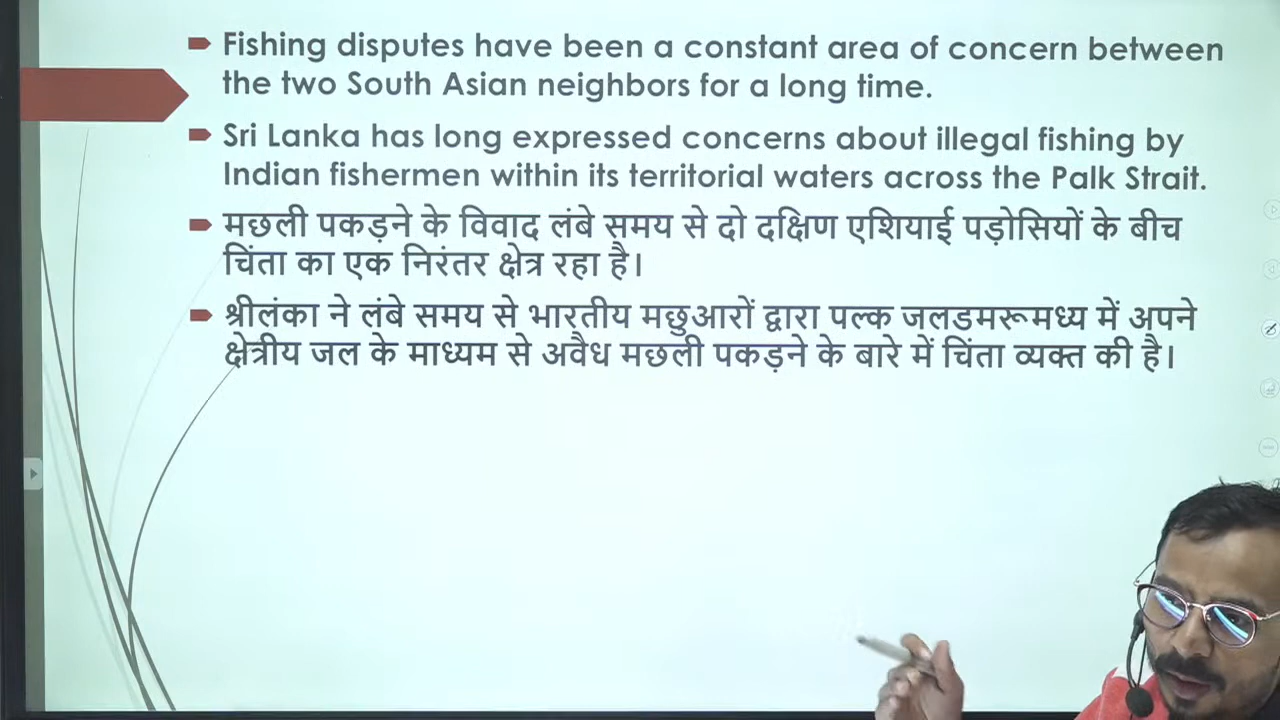 Fishing disputes have been a constant area of concern between
the two South Asian neighbors for a long time.
Sri Lanka has long expressed concerns about illegal fishing by
Indian fishermen within its territorial waters across the Palk Strait.
मछली पकड़ने के विवाद लंबे समय से दो दक्षिण एशियाई पड़ोसियों के बीच
चिंता का एक निरंतर क्षेत्र रहा है।
श्रीलंका ने लंबे समय से भारतीय मछुआरों द्वारा पल्क जलडमरूमध्य में अपने
क्षेत्रीय जल के माध्यम से अवैध मछली पकड़ने के बारे में चिंता व्यक्त की है।